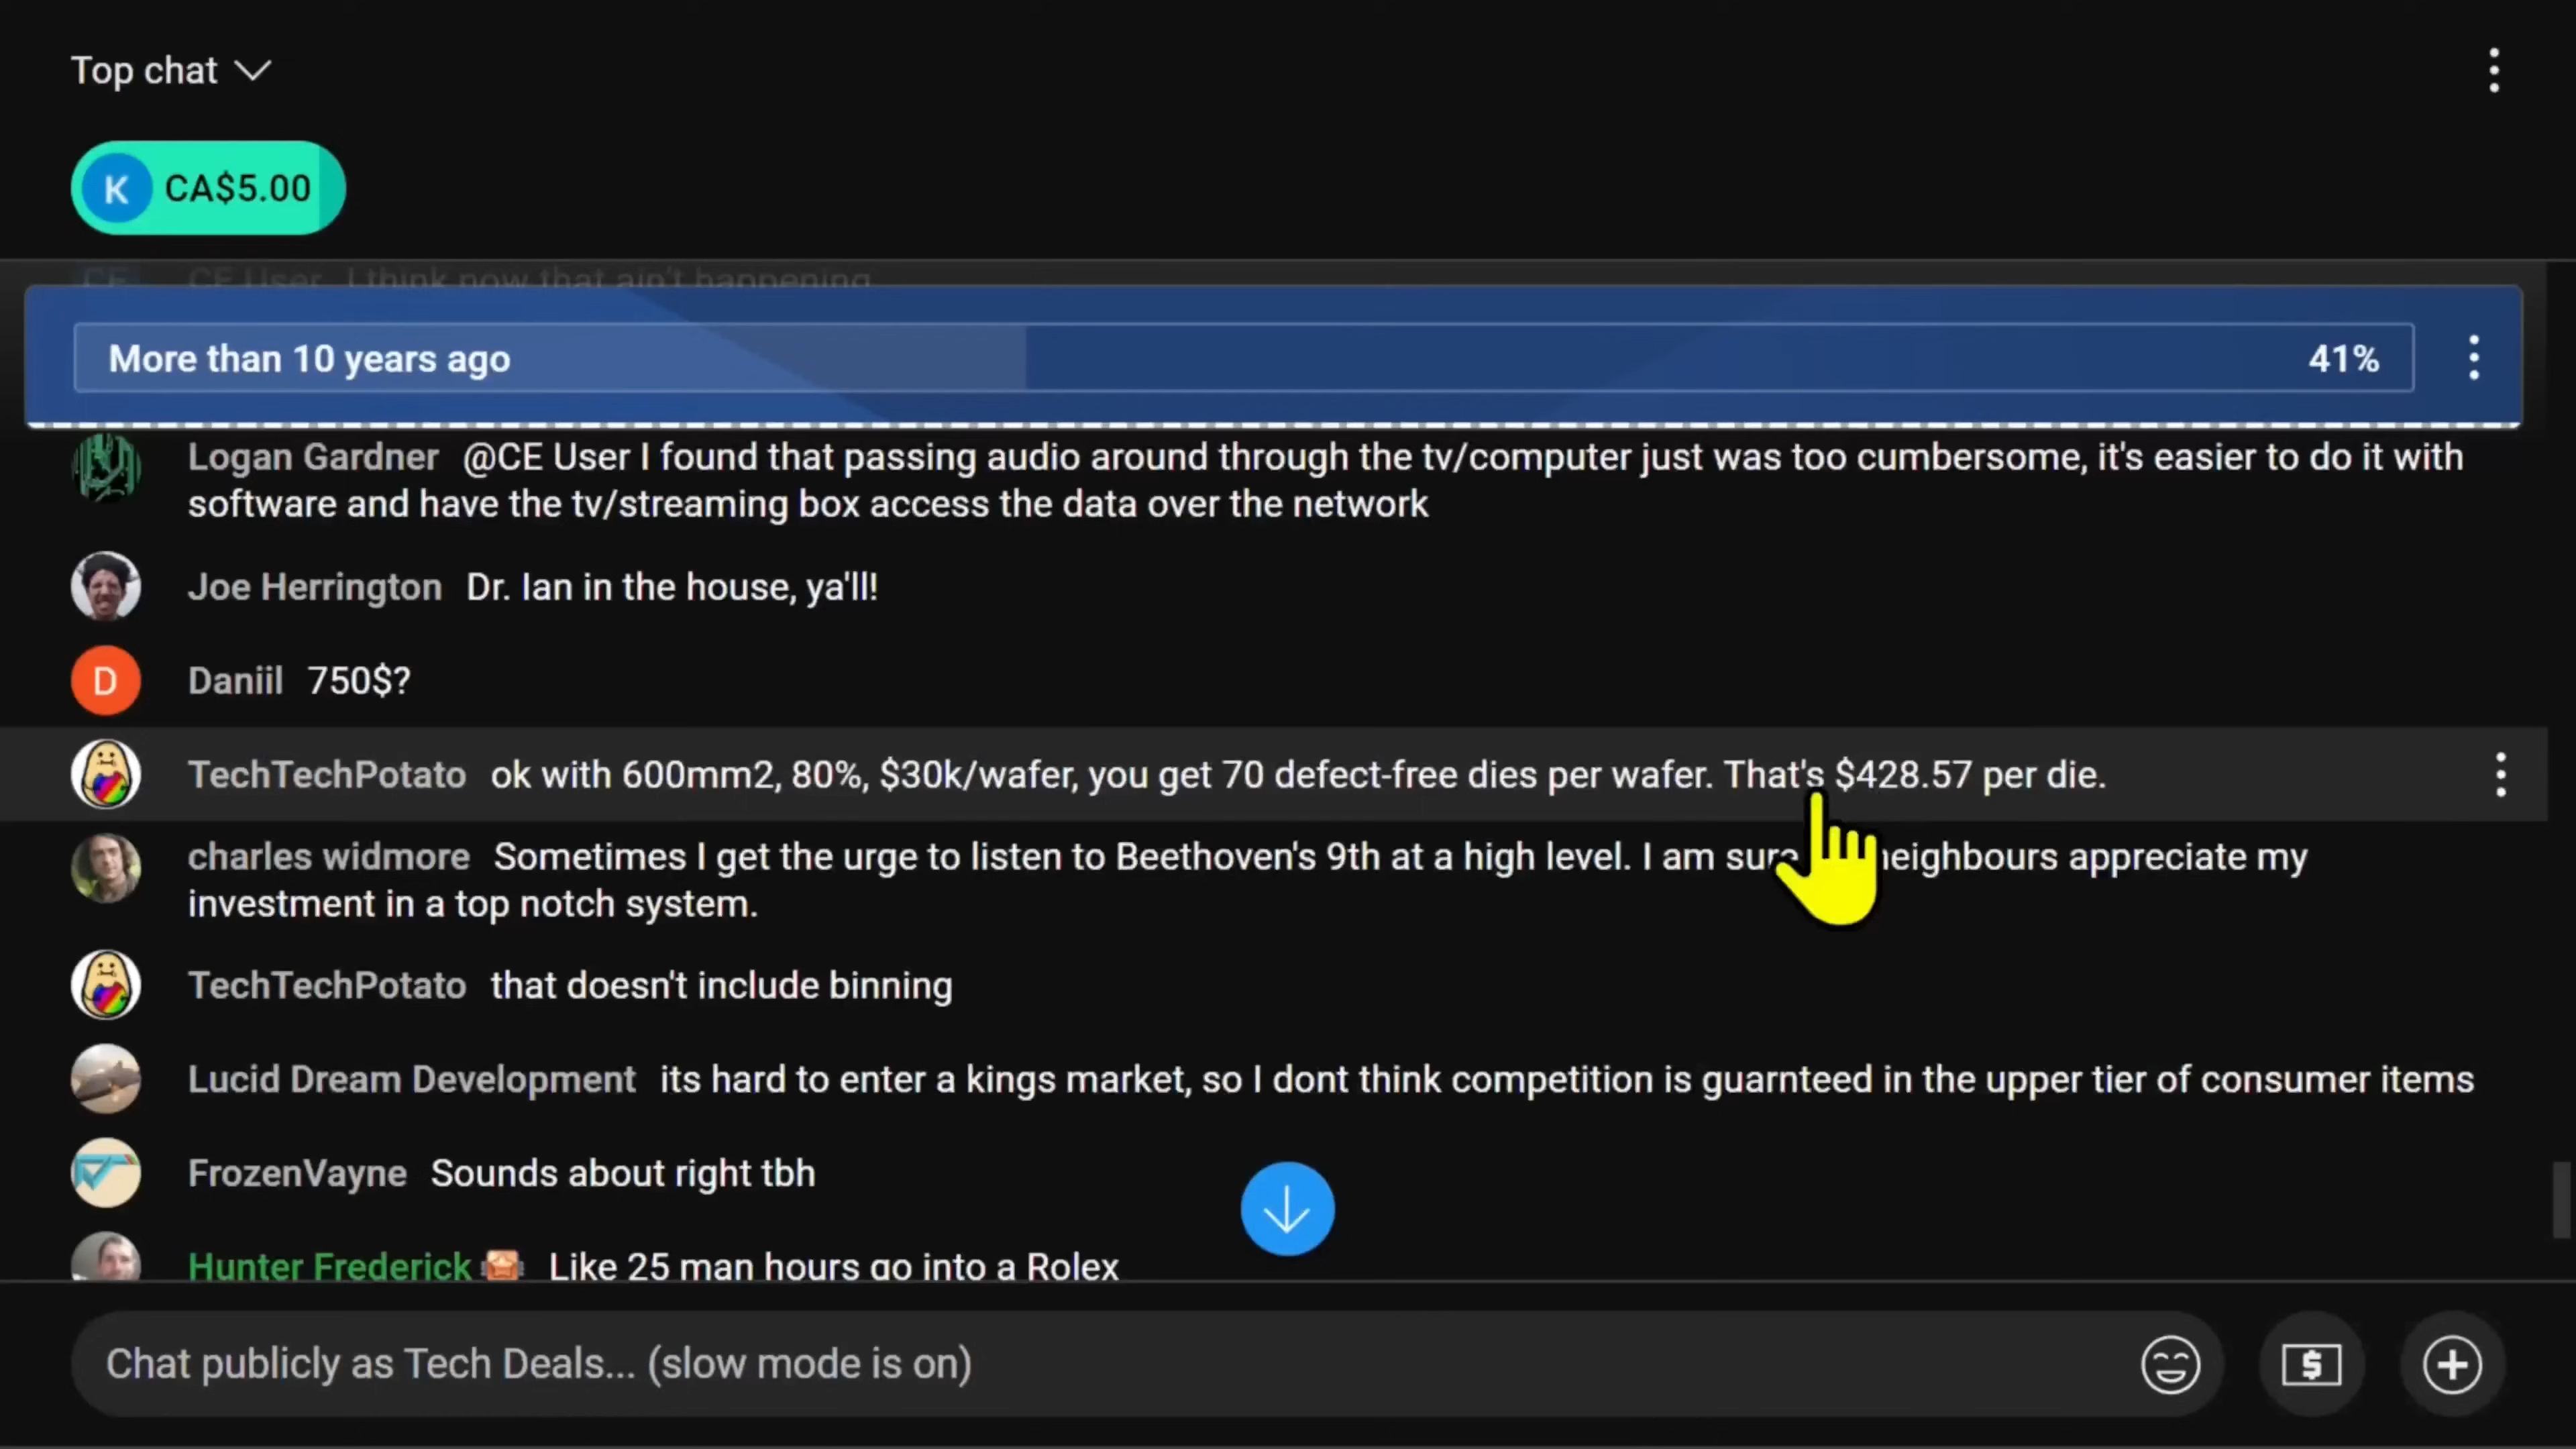 Top chat
K CA$5.00
CE CE User I think now that ain't happening
More than 10 years ago 41%
Logan Gardner @CE User I found that passing audio around through the tv/computer just was too cumbersome, it's easier to do it with
software and have the tv/streaming box access the data over the network
Joe Herrington Dr. Ian in the house, ya'll!
D Daniil 750$?
TechTechPotato ok with 600mm2, 80%, $30k/wafer, you get 70 defect-free dies per wafer. That's $428.57 per die.
charles widmore Sometimes I get the urge to listen to Beethoven's 9th at a high level. I am sure neighbours appreciate my
investment in a top notch system.
TechTechPotato that doesn't include binning
Lucid Dream Development its hard to enter a kings market, so I dont think competition is guarnteed in the upper tier of consumer items
FrozenVayne Sounds about right tbh
Hunter Frederick Like 25 man hours go into a Rolex
Chat publicly as Tech Deals... (slow mode is on)